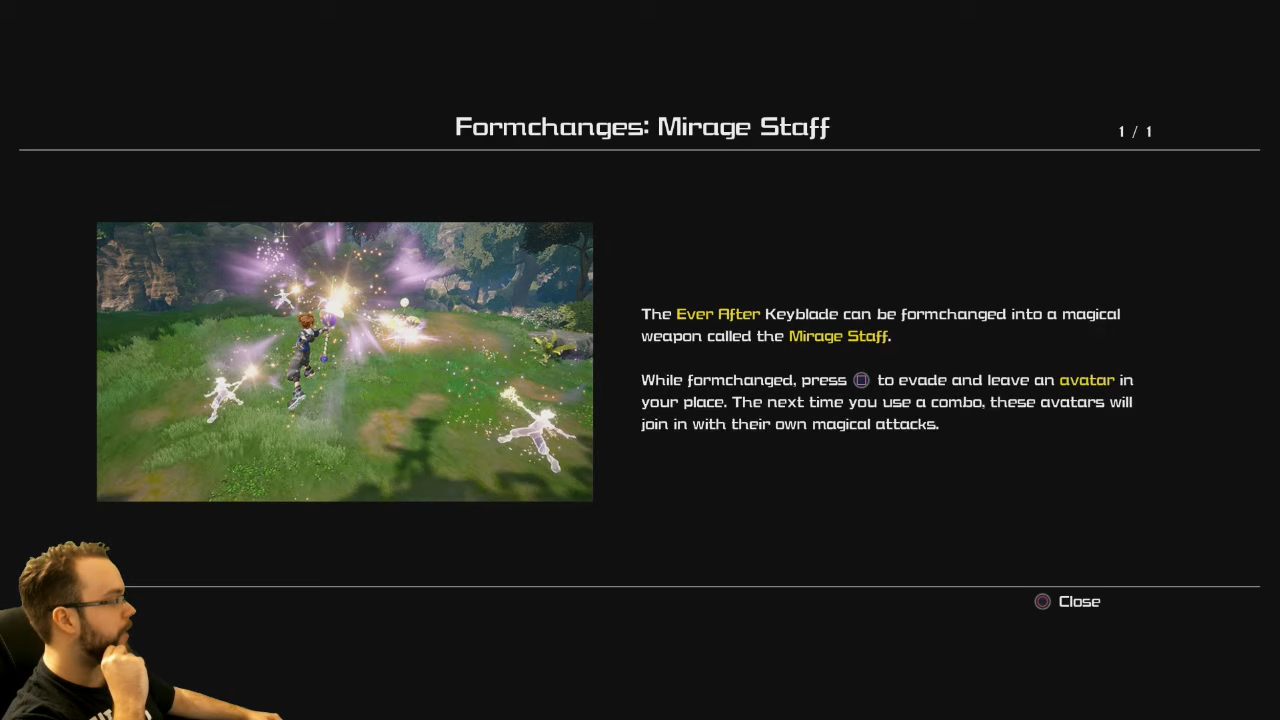 Formchanges: Mirage Staff
1 / 1
The Ever After Keyblade can be formchanged into a magical
weapon called the Mirage Staff.
While formchanged, press to evade and leave an avatar in
your place. The next time you use a combo, these avatars will
join in with their own magical attacks.
Close